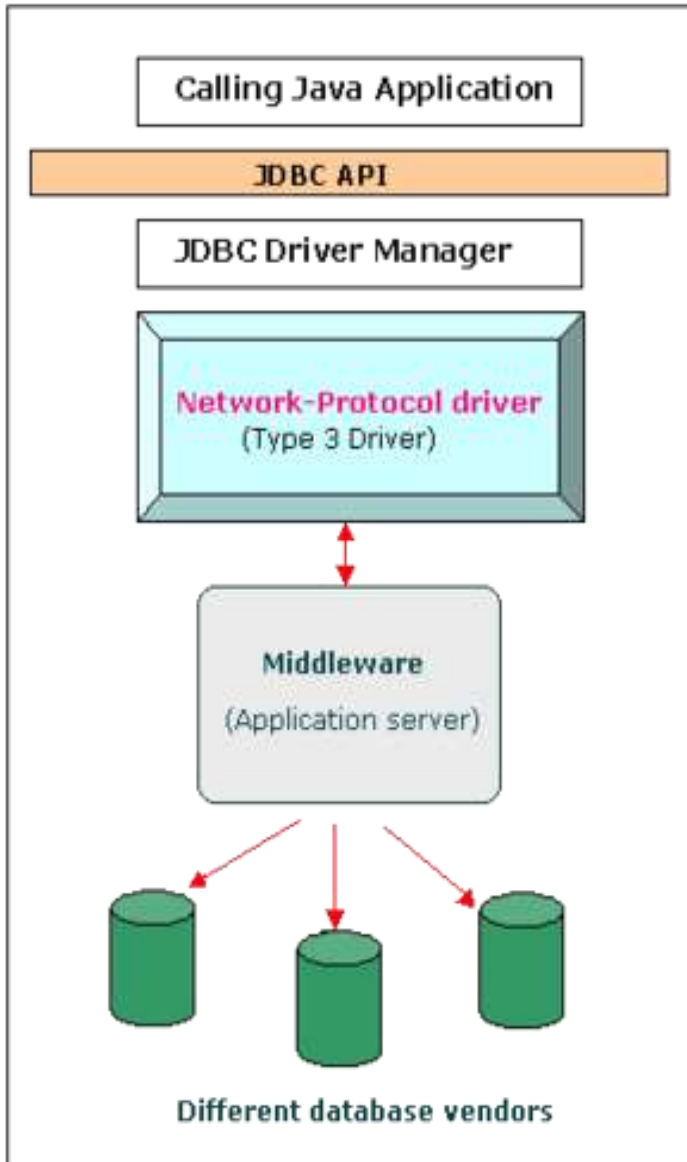 Calling Java Application
JDBC API
JDBC Driver Manager
Network-Protocol driver
(Type 3 Driver)
Middleware
(Application server)
Different database vendors